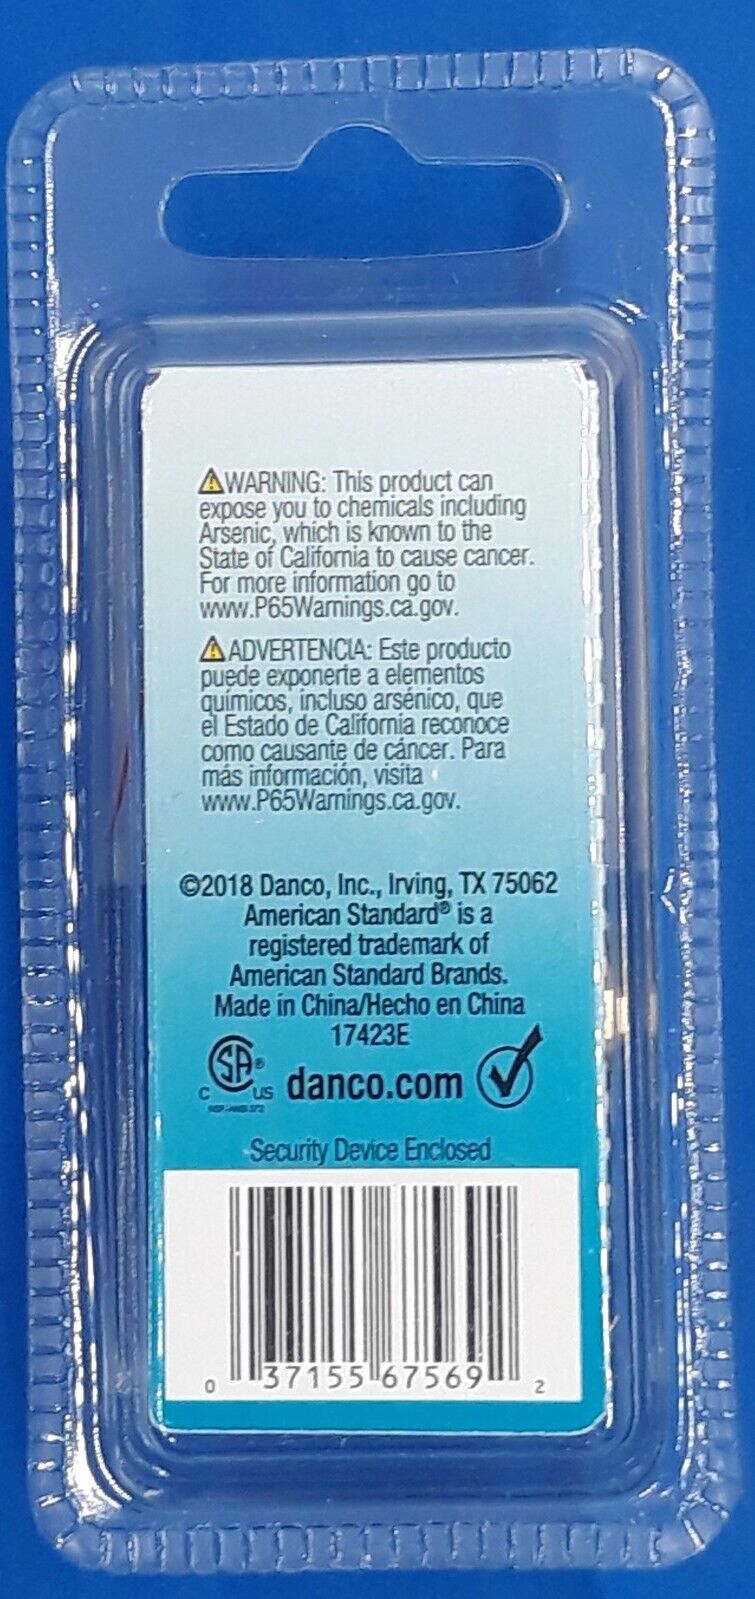 ⚠WARNING: This product can
expose you to chemicals including
Arsenic, which is known to the
State of California to cause cancer.
For more information go to
www.P65Warnings.ca.gov.
⚠ADVERTENCIA: Este producto
puede exponerte a elementos
químicos, incluso arsénico, que
el Estado de California reconoce
como causante de cáncer. Para
más información, visita
www.P65Warnings.ca.gov.
©2018 Danco, Inc., Irving, TX 75062
American Standard® is a
registered trademark of
American Standard Brands.
Made in China/Hecho en China
17423E
C SA® US danco.com
Security Device Enclosed
0 37155 67569 2